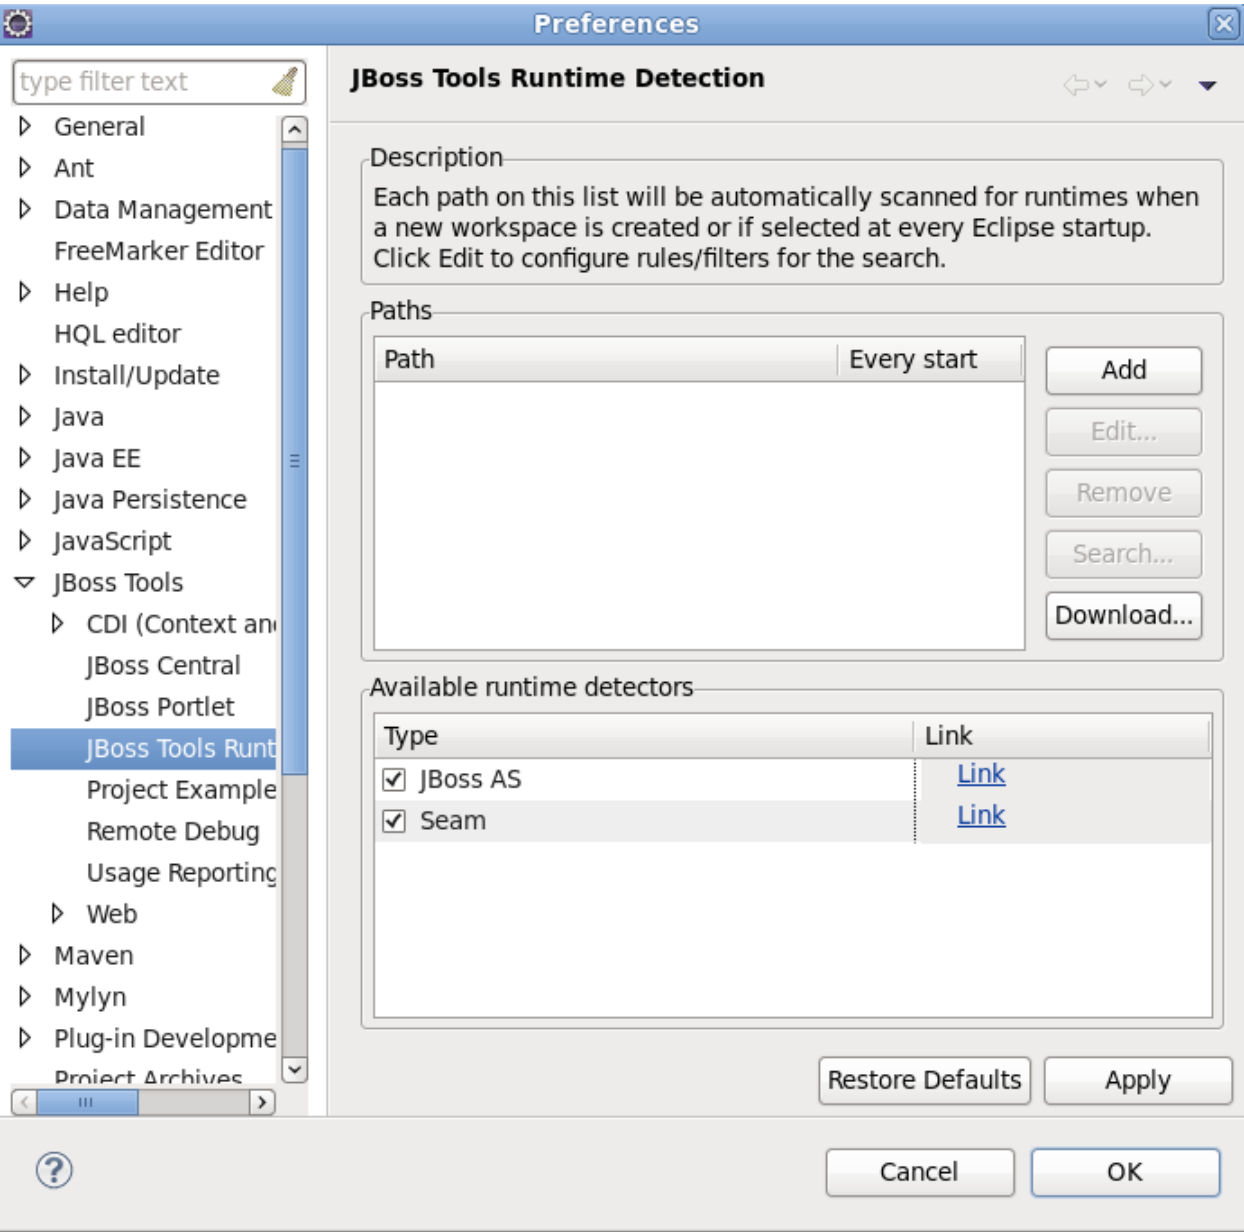 Preferences
type filter text
General
Ant
Data Management
FreeMarker Editor
Help
HQL editor
Install/Update
Java
Java EE
Java Persistence
JavaScript
JBoss Tools
CDI (Context an
JBoss Central
JBoss Portlet
JBoss Tools Runt
Project Example
Remote Debug
Usage Reporting
Web
Maven
Mylyn
Plug-in Developme
Project Archives
JBoss Tools Runtime Detection
Description
Each path on this list will be automatically scanned for runtimes when
a new workspace is created or if selected at every Eclipse startup.
Click Edit to configure rules/filters for the search.
Paths
Path Every start
Add
Edit...
Remove
Search...
Download...
Available runtime detectors
Type Link
JBoss AS Link
Seam Link
Restore Defaults Apply
Cancel OK